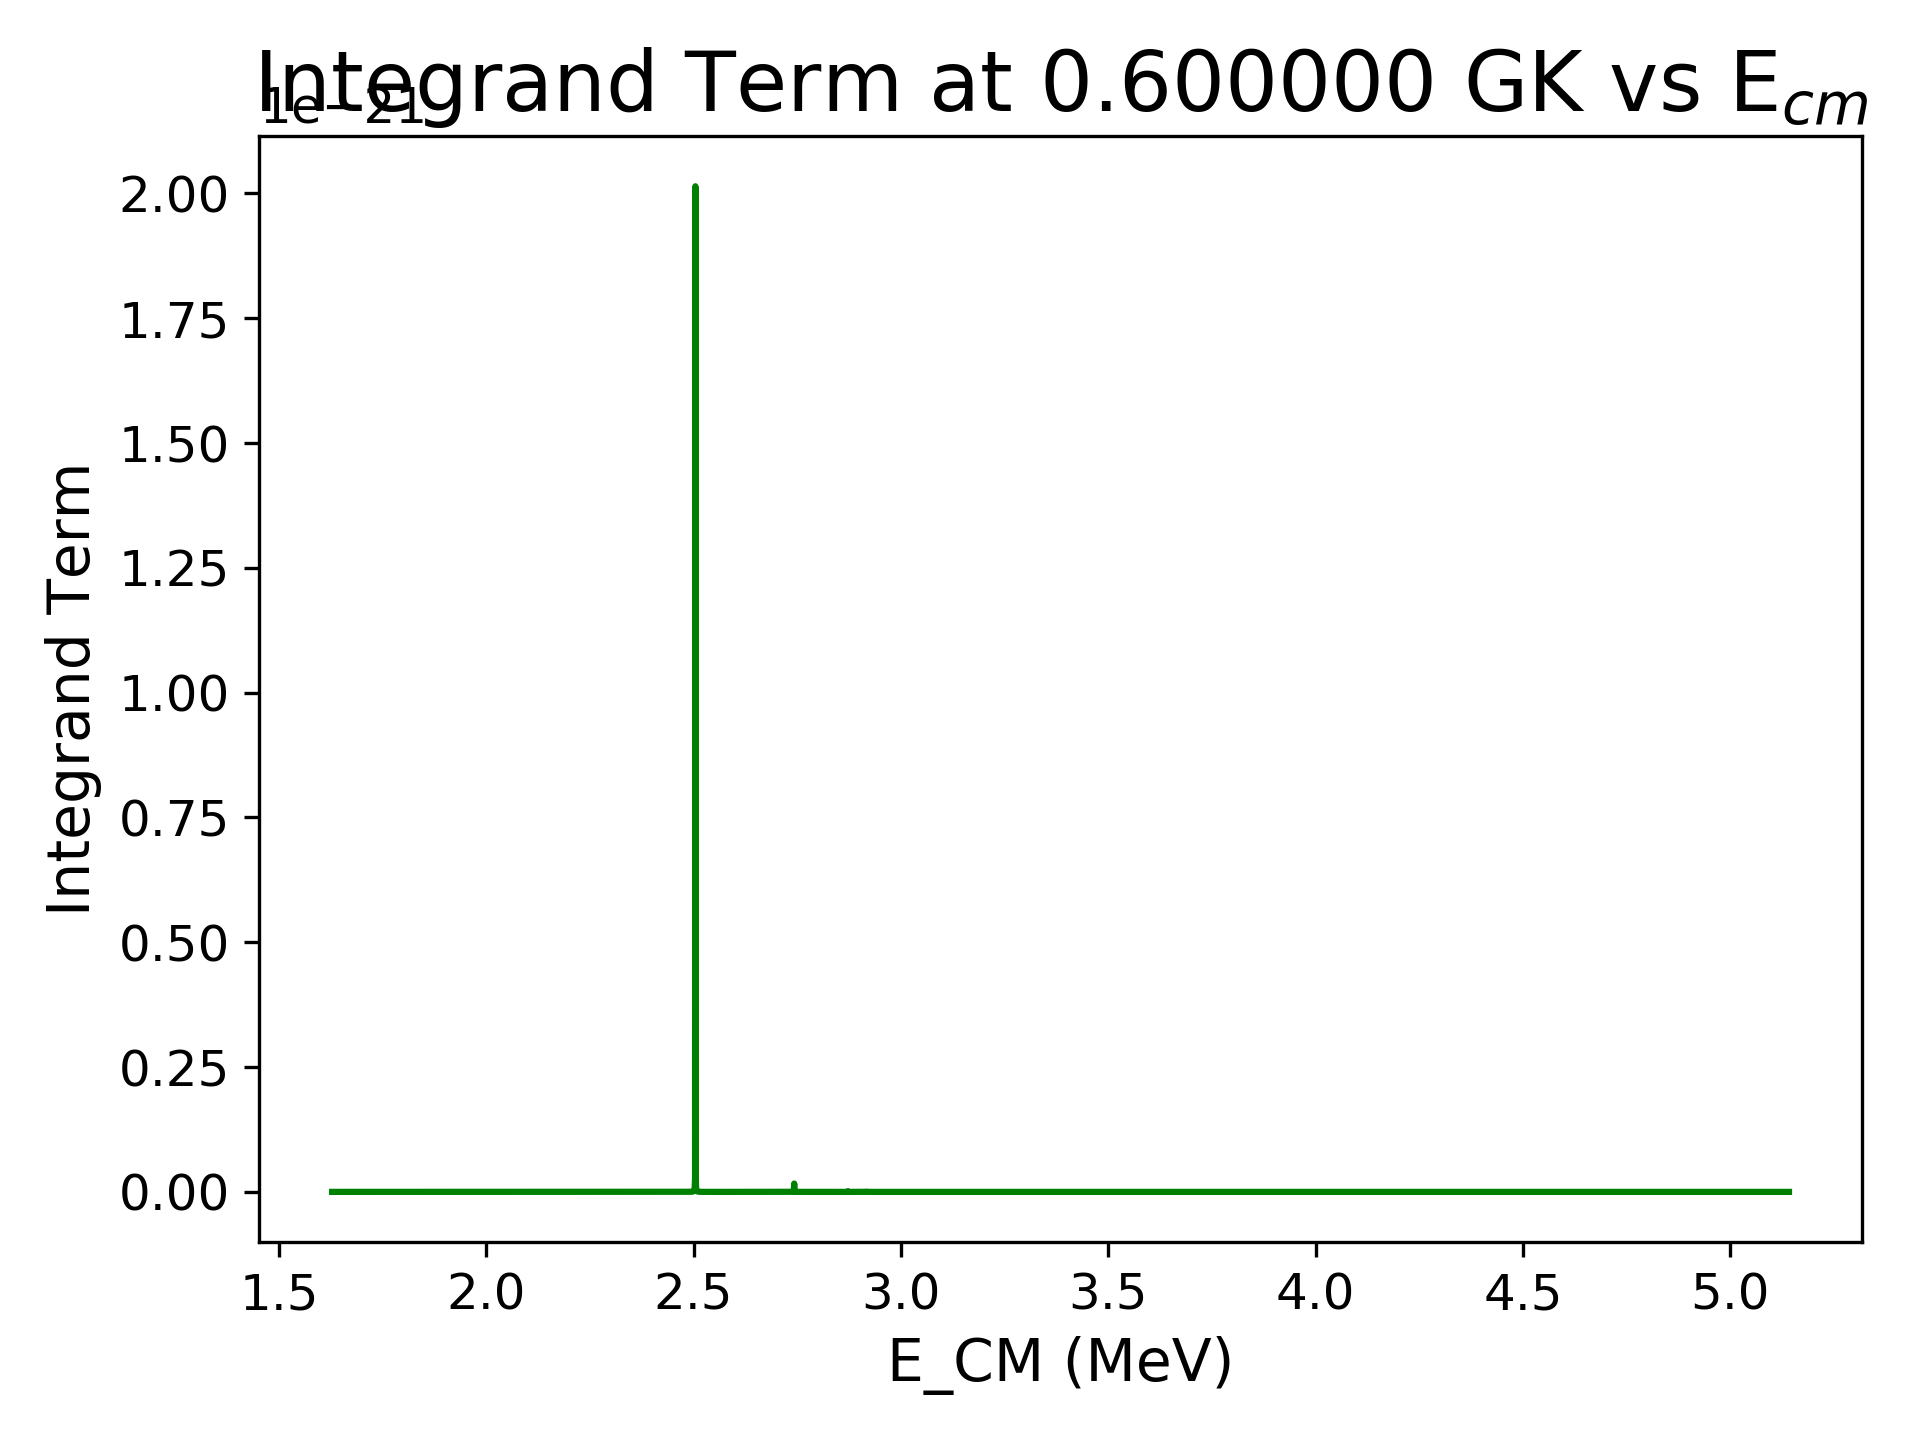 Integrand Term at 0.600000 GK vs E_cm
1e−21
2.00
1.75
1.50
1.25
1.00
0.75
0.50
0.25
0.00
Integrand Term
1.5 2.0 2.5 3.0 3.5 4.0 4.5 5.0
E_CM (MeV)